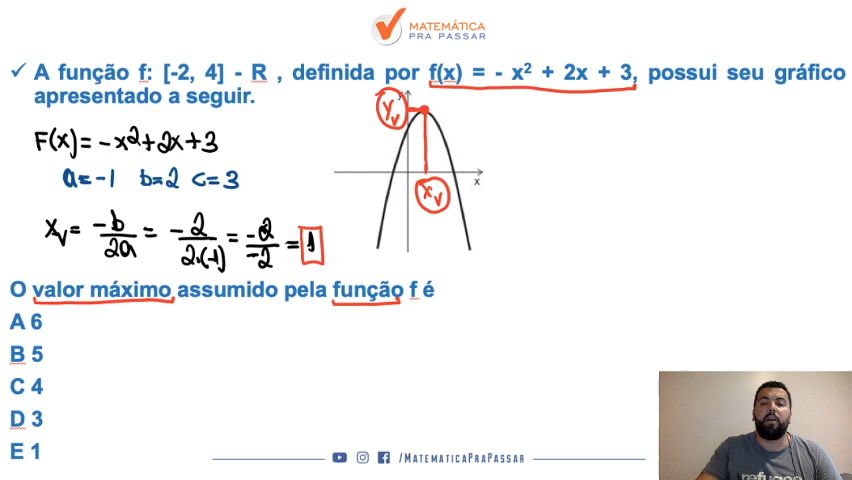 MATEMÁTICA
PRA PASSAR
✓ A função f: [-2, 4] - R , definida por f(x) = - x² + 2x + 3, possui seu gráfico
apresentado a seguir.
y
Yv
F(x) = -x²+2x+3
a=-1 b=2 c=3
x
xv
Xv = -b/2a = -2/2.(-1) = -2/-2 = 1
O valor máximo assumido pela função f é
A 6
B 5
C 4
D 3
E 1
/MATEMATICAPRAPASSAR